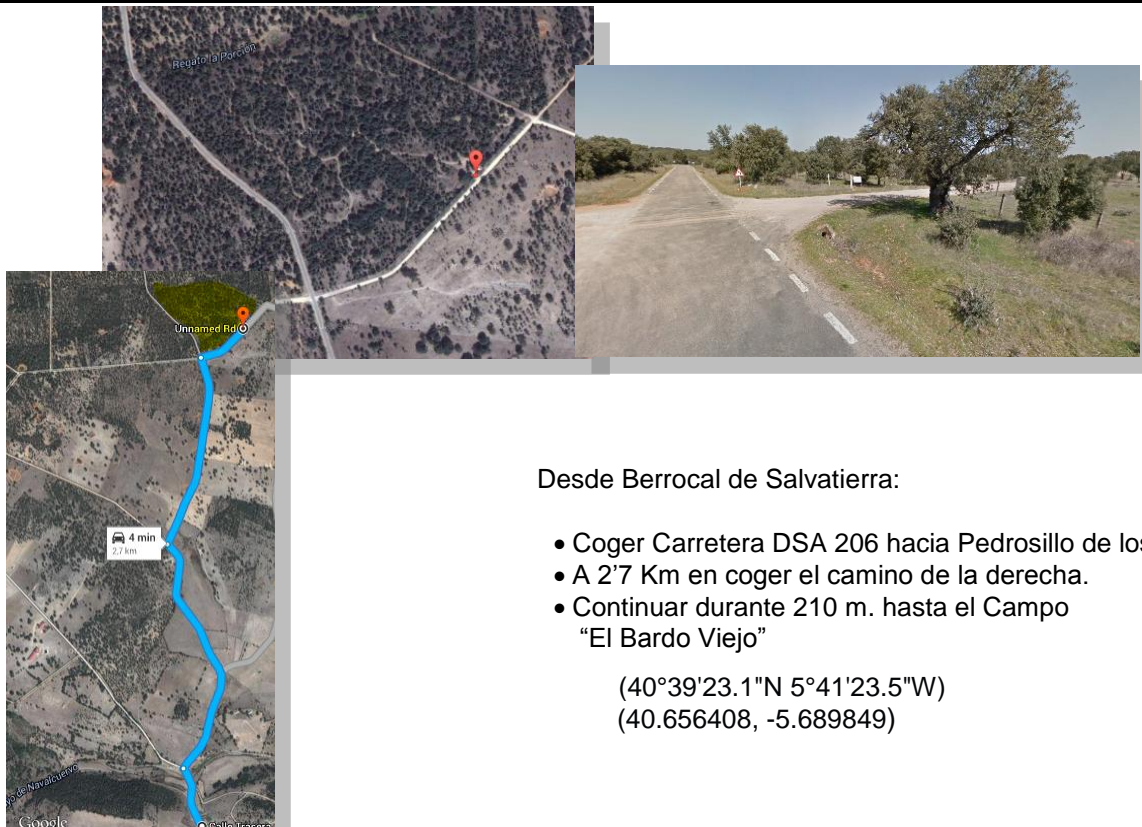 Regato la Porción
Unnamed Rd
4 min
2,7 km
de Navalcuervo
Google
Calle Trasera
Desde Berrocal de Salvatierra:
• Coger Carretera DSA 206 hacia Pedrosillo de los
• A 2’7 Km en coger el camino de la derecha.
• Continuar durante 210 m. hasta el Campo
“El Bardo Viejo”
(40°39'23.1"N 5°41'23.5"W)
(40.656408, -5.689849)